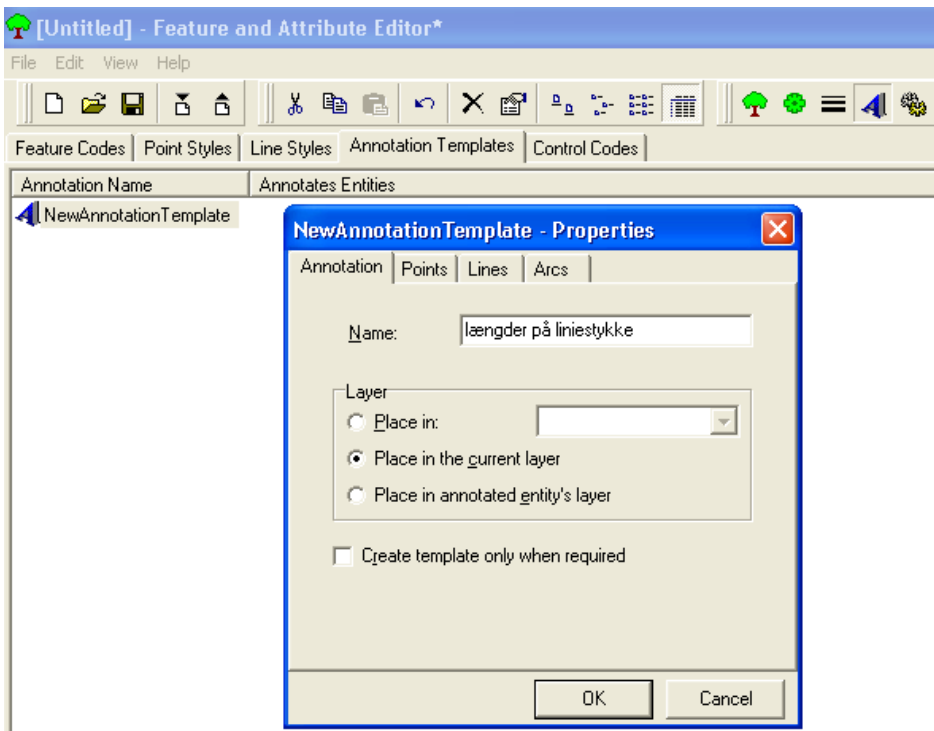 [Untitled] - Feature and Attribute Editor*
File Edit View Help
Feature Codes Point Styles Line Styles Annotation Templates Control Codes
Annotation Name Annotates Entities
NewAnnotationTemplate
NewAnnotationTemplate - Properties
Annotation Points Lines Arcs
Name: længder på liniestykke
Layer
Place in:
Place in the current layer
Place in annotated entity's layer
Create template only when required
OK Cancel